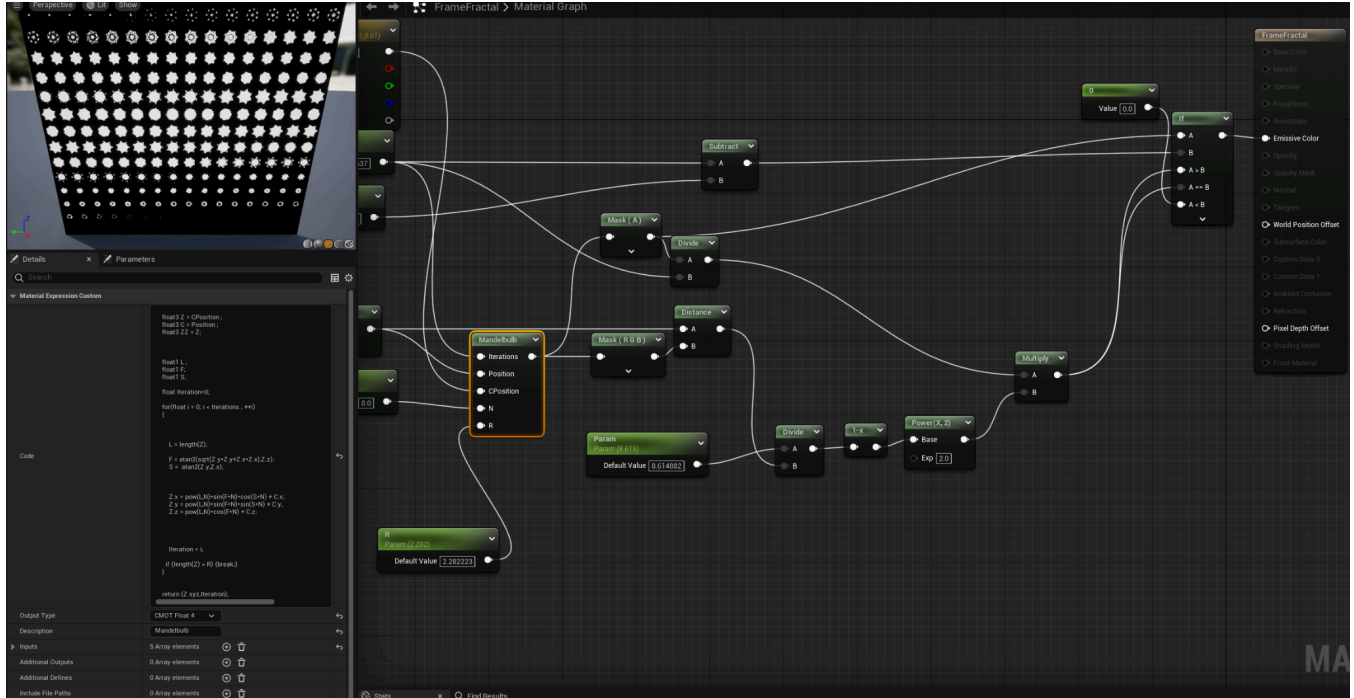 Perspective
Lit
Show
FrameFractal > Material Graph
Details
Parameters
Search
Material Expression Custom
Code
float3 Z = CPosition ;
float3 C = Position ;
float3 ZZ = Z;
float1 L ;
float1 F;
float1 S;
float Iteration=0;
for(float i = 0; i < Iterations ; ++i)
{
L = length(Z);
F = atan2(sqrt(Z.y*Z.y+Z.x*Z.x),Z.z);
S = atan2(Z.y,Z.x);
Z.x = pow(L,N)*sin(F*N)*cos(S*N) + C.x;
Z.y = pow(L,N)*sin(F*N)*sin(S*N) + C.y;
Z.z = pow(L,N)*cos(F*N) + C.z;
Iteration = i;
if (length(Z) > R) {break;}
}
return (Z.xyz,Iteration);
Output Type
CMOT Float 4
Description
Mandelbulb
Inputs
5 Array elements
Additional Outputs
0 Array elements
Additional Defines
0 Array elements
Include File Paths
0 Array elements
0.0
Mandelbulb
Iterations
Position
CPosition
N
R
R
Param (2.282)
Default Value 2.282223
Subtract
A
B
Mask ( A )
Divide
A
B
Mask ( R G B )
Distance
A
B
Param
Param (8.615)
Default Value 8.614882
Divide
A
B
1-x
Power(X, 2)
Base
Exp 2.0
Multiply
A
B
0
Value 0.0
If
A
B
A > B
A == B
A < B
FrameFractal
Base Color
Metallic
Specular
Roughness
Anisotropy
Emissive Color
Opacity
Opacity Mask
Normal
Tangent
World Position Offset
Subsurface Color
Custom Data 0
Custom Data 1
Ambient Occlusion
Refraction
Pixel Depth Offset
Shading Model
Front Material
MA
Stats
Find Results